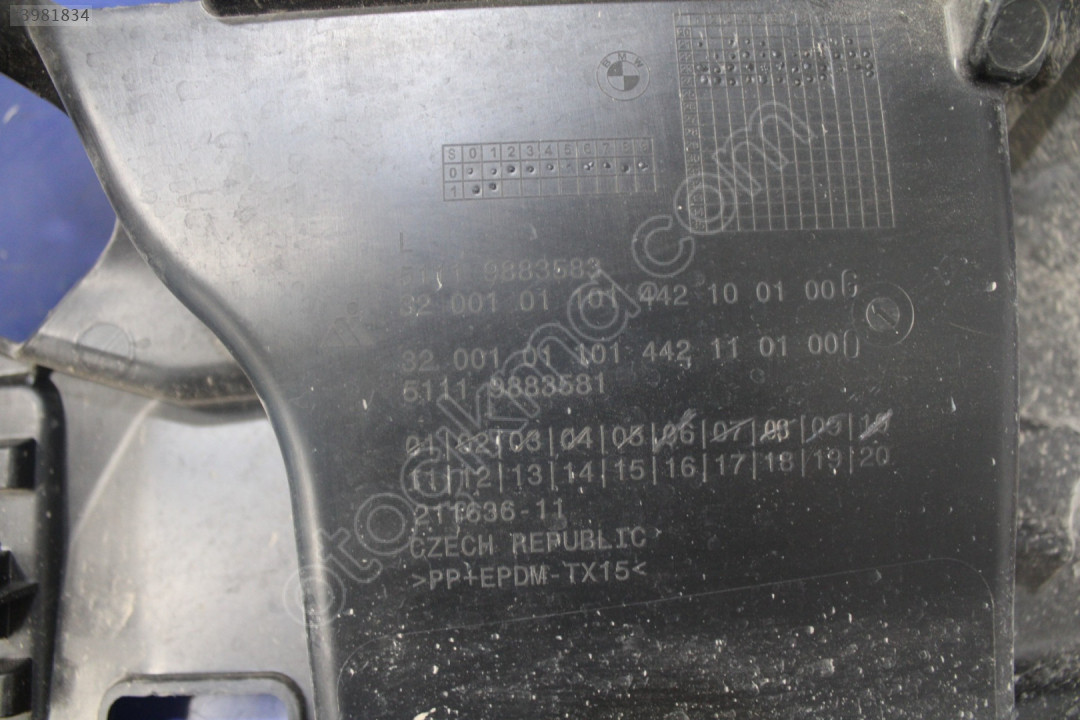 3981834
BMW
S 0 1 2 3 4 5 6 7 8 9
0
1
L
5111 9883583
32 001 01 101 442 10 01 00
32 001 01 101 442 11 01 00
5111 9883581
01|02|03|04|05|06|07|08|09|10
11|12|13|14|15|16|17|18|19|20
211636-11
CZECH REPUBLIC
>PP+EPDM-TX15<
otocikma.com